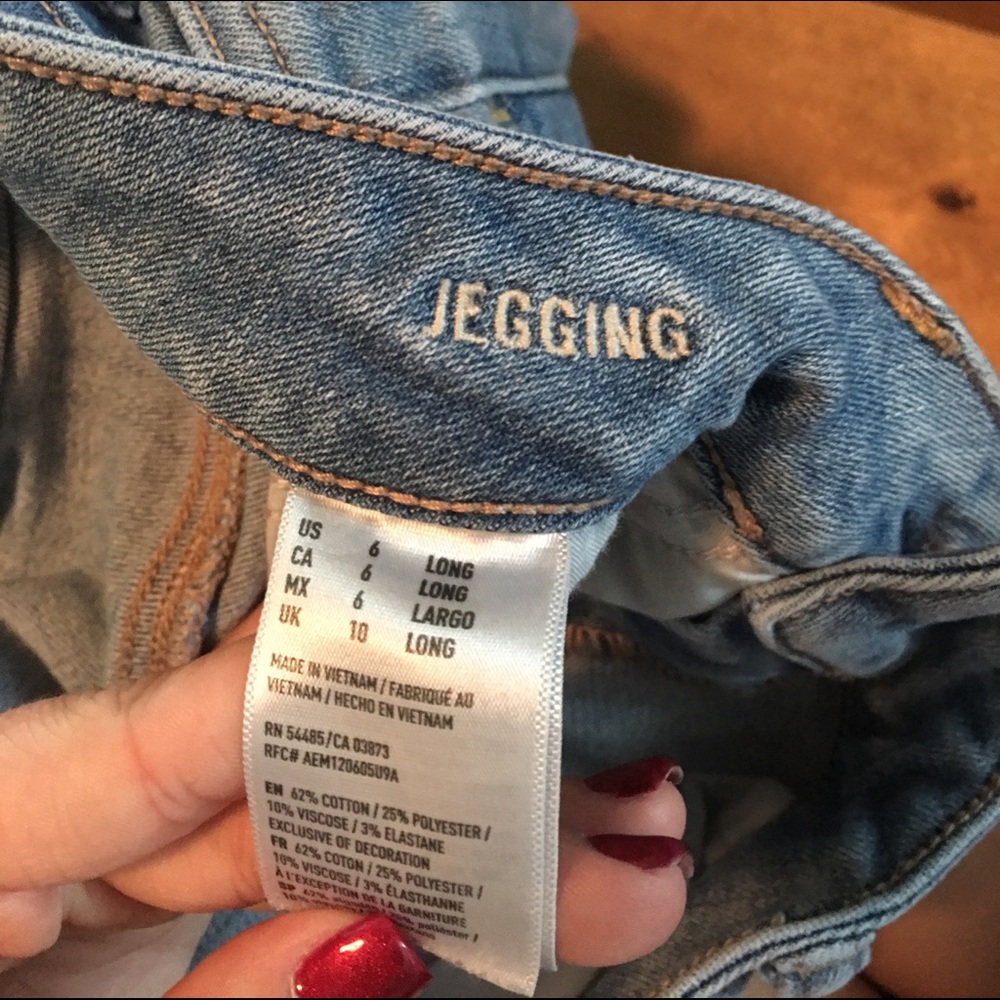 JEGGING
US 6 LONG
CA 6 LONG
MX 6 LARGO
UK 10 LONG
MADE IN VIETNAM / FABRIQUÉ AU
VIETNAM / HECHO EN VIETNAM
RN 54485/CA 03873
RFC# AEM120605U9A
EN 62% COTTON / 25% POLYESTER /
10% VISCOSE / 3% ELASTANE
EXCLUSIVE OF DECORATION
FR 62% COTON / 25% POLYESTER /
10% VISCOSE / 3% ÉLASTHANNE
À L'EXCEPTION DE LA GARNITURE